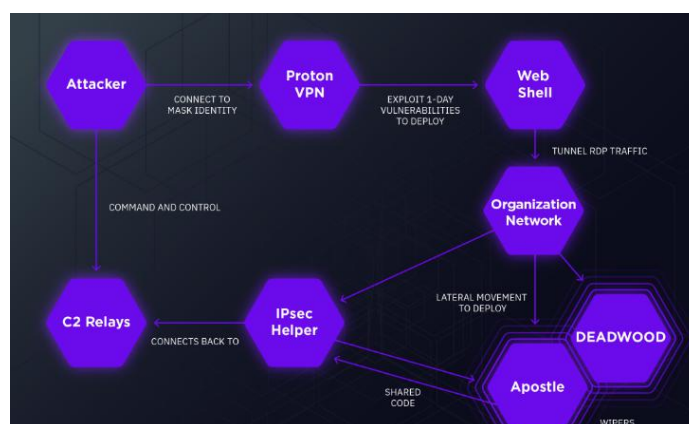 Attacker
CONNECT TO
MASK IDENTITY
Proton
VPN
EXPLOIT 1-DAY
VULNERABILITIES
TO DEPLOY
Web
Shell
TUNNEL RDP TRAFFIC
COMMAND AND CONTROL
Organization
Network
C2 Relays
CONNECTS BACK TO
IPsec
Helper
LATERAL MOVEMENT
TO DEPLOY
DEADWOOD
SHARED
CODE
Apostle
WIPERS